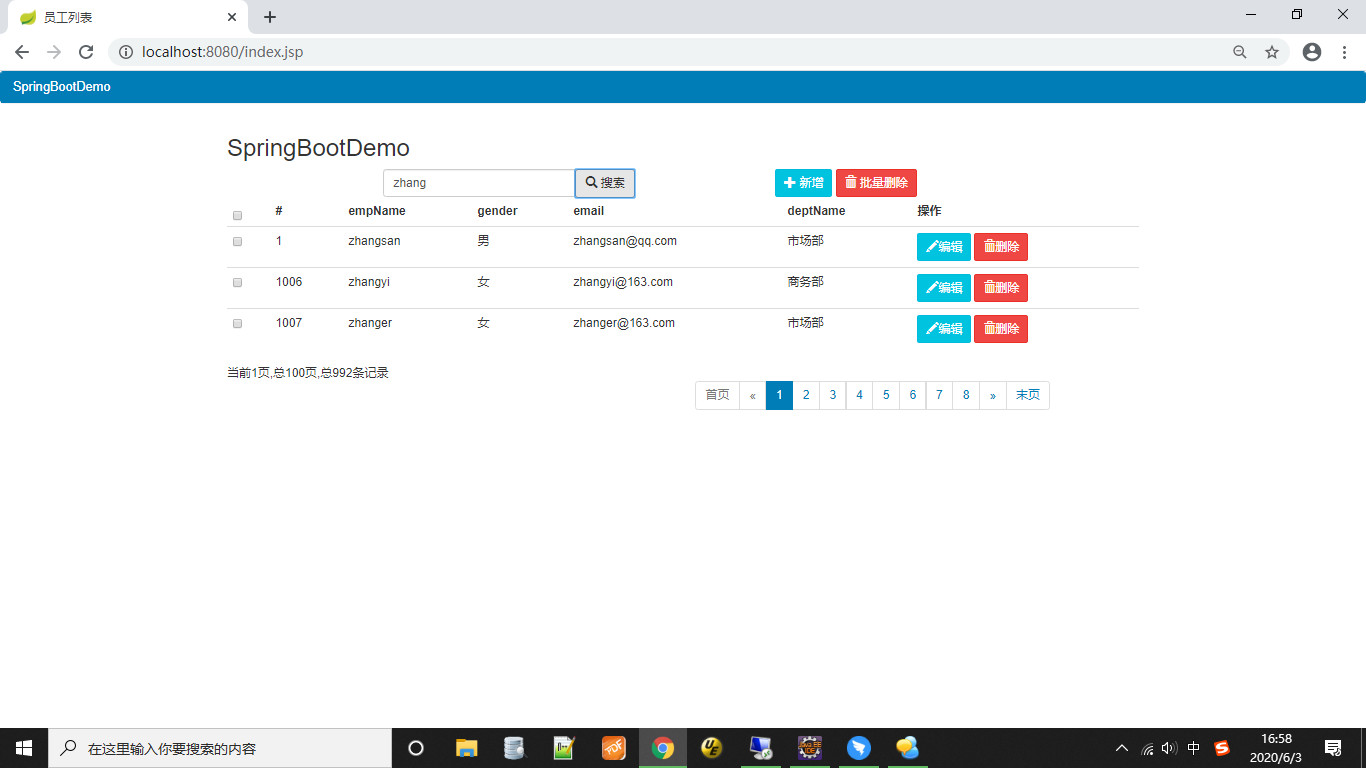 员工列表
localhost:8080/index.jsp
SpringBootDemo
SpringBootDemo
zhang 搜索 新增 批量删除
# empName gender email deptName 操作
1 zhangsan 男 zhangsan@qq.com 市场部 编辑 删除
1006 zhangyi 女 zhangyi@163.com 商务部 编辑 删除
1007 zhanger 女 zhanger@163.com 市场部 编辑 删除
当前1页,总100页,总992条记录
首页 « 1 2 3 4 5 6 7 8 » 末页
在这里输入你要搜索的内容
中
16:58
2020/6/3